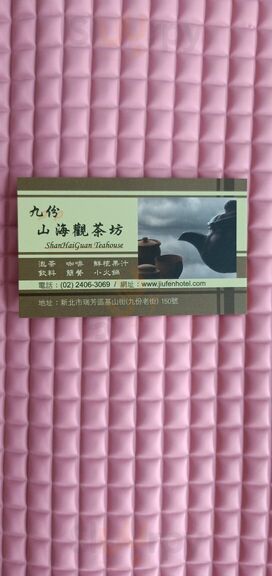 九份
山海觀茶坊
ShanHaiGuan Teahouse
泡茶 咖啡 鮮榨果汁
飲料 簡餐 小火鍋
電話：(02) 2406-3069 / 網址：www.jiufenhotel.com
地址：新北市瑞芳區基山街(九份老街) 150號